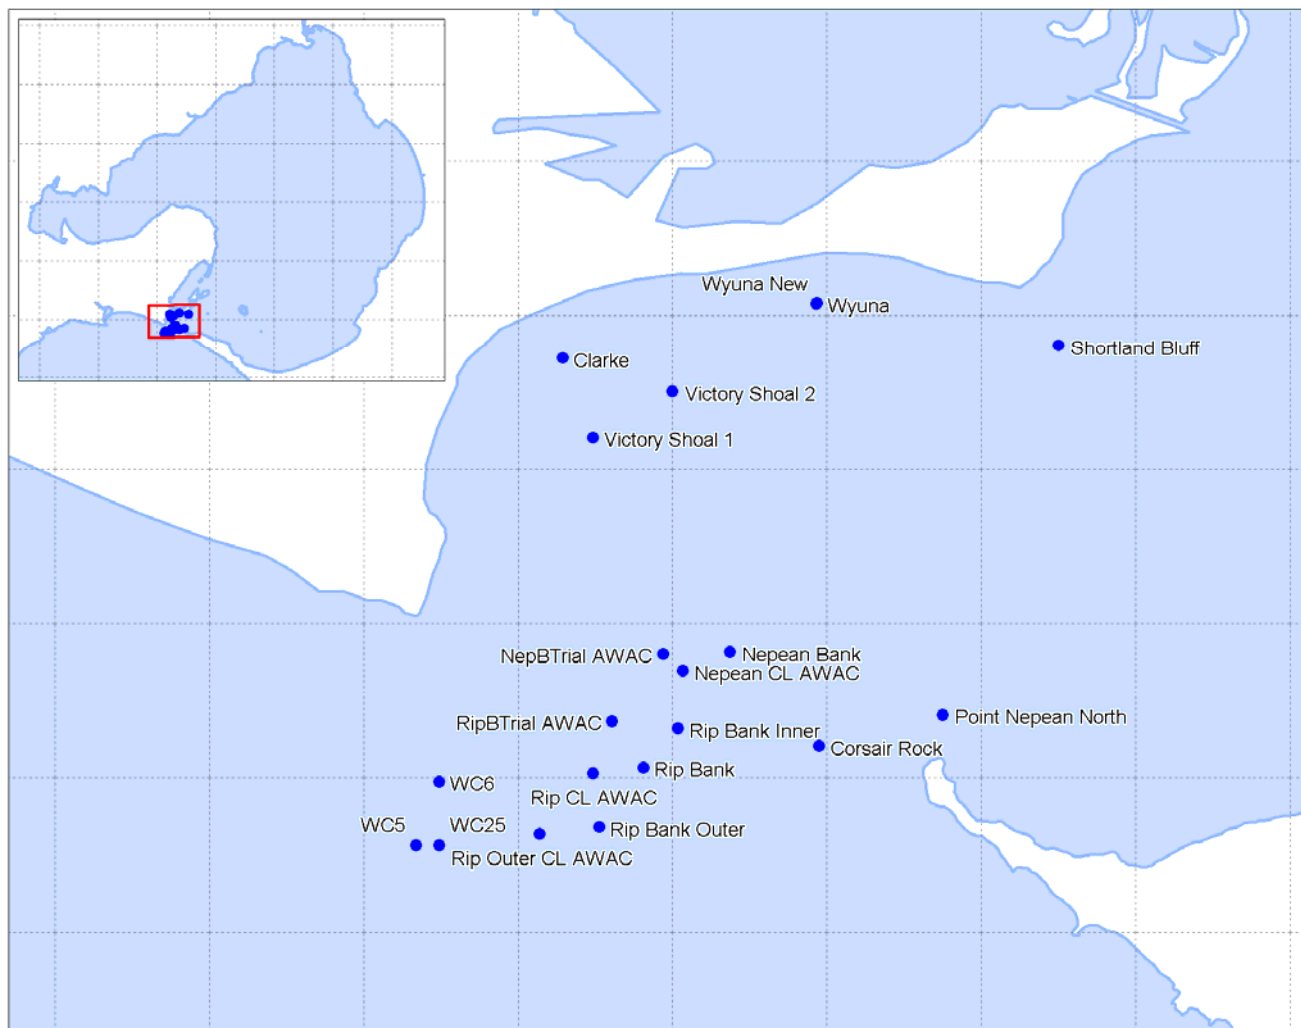 Wyuna New
Wyuna
Shortland Bluff
Clarke
Victory Shoal 2
Victory Shoal 1
NepBTrial AWAC
Nepean Bank
Nepean CL AWAC
Point Nepean North
RipBTrial AWAC
Rip Bank Inner
Corsair Rock
Rip Bank
WC6
Rip CL AWAC
WC5
WC25
Rip Bank Outer
Rip Outer CL AWAC